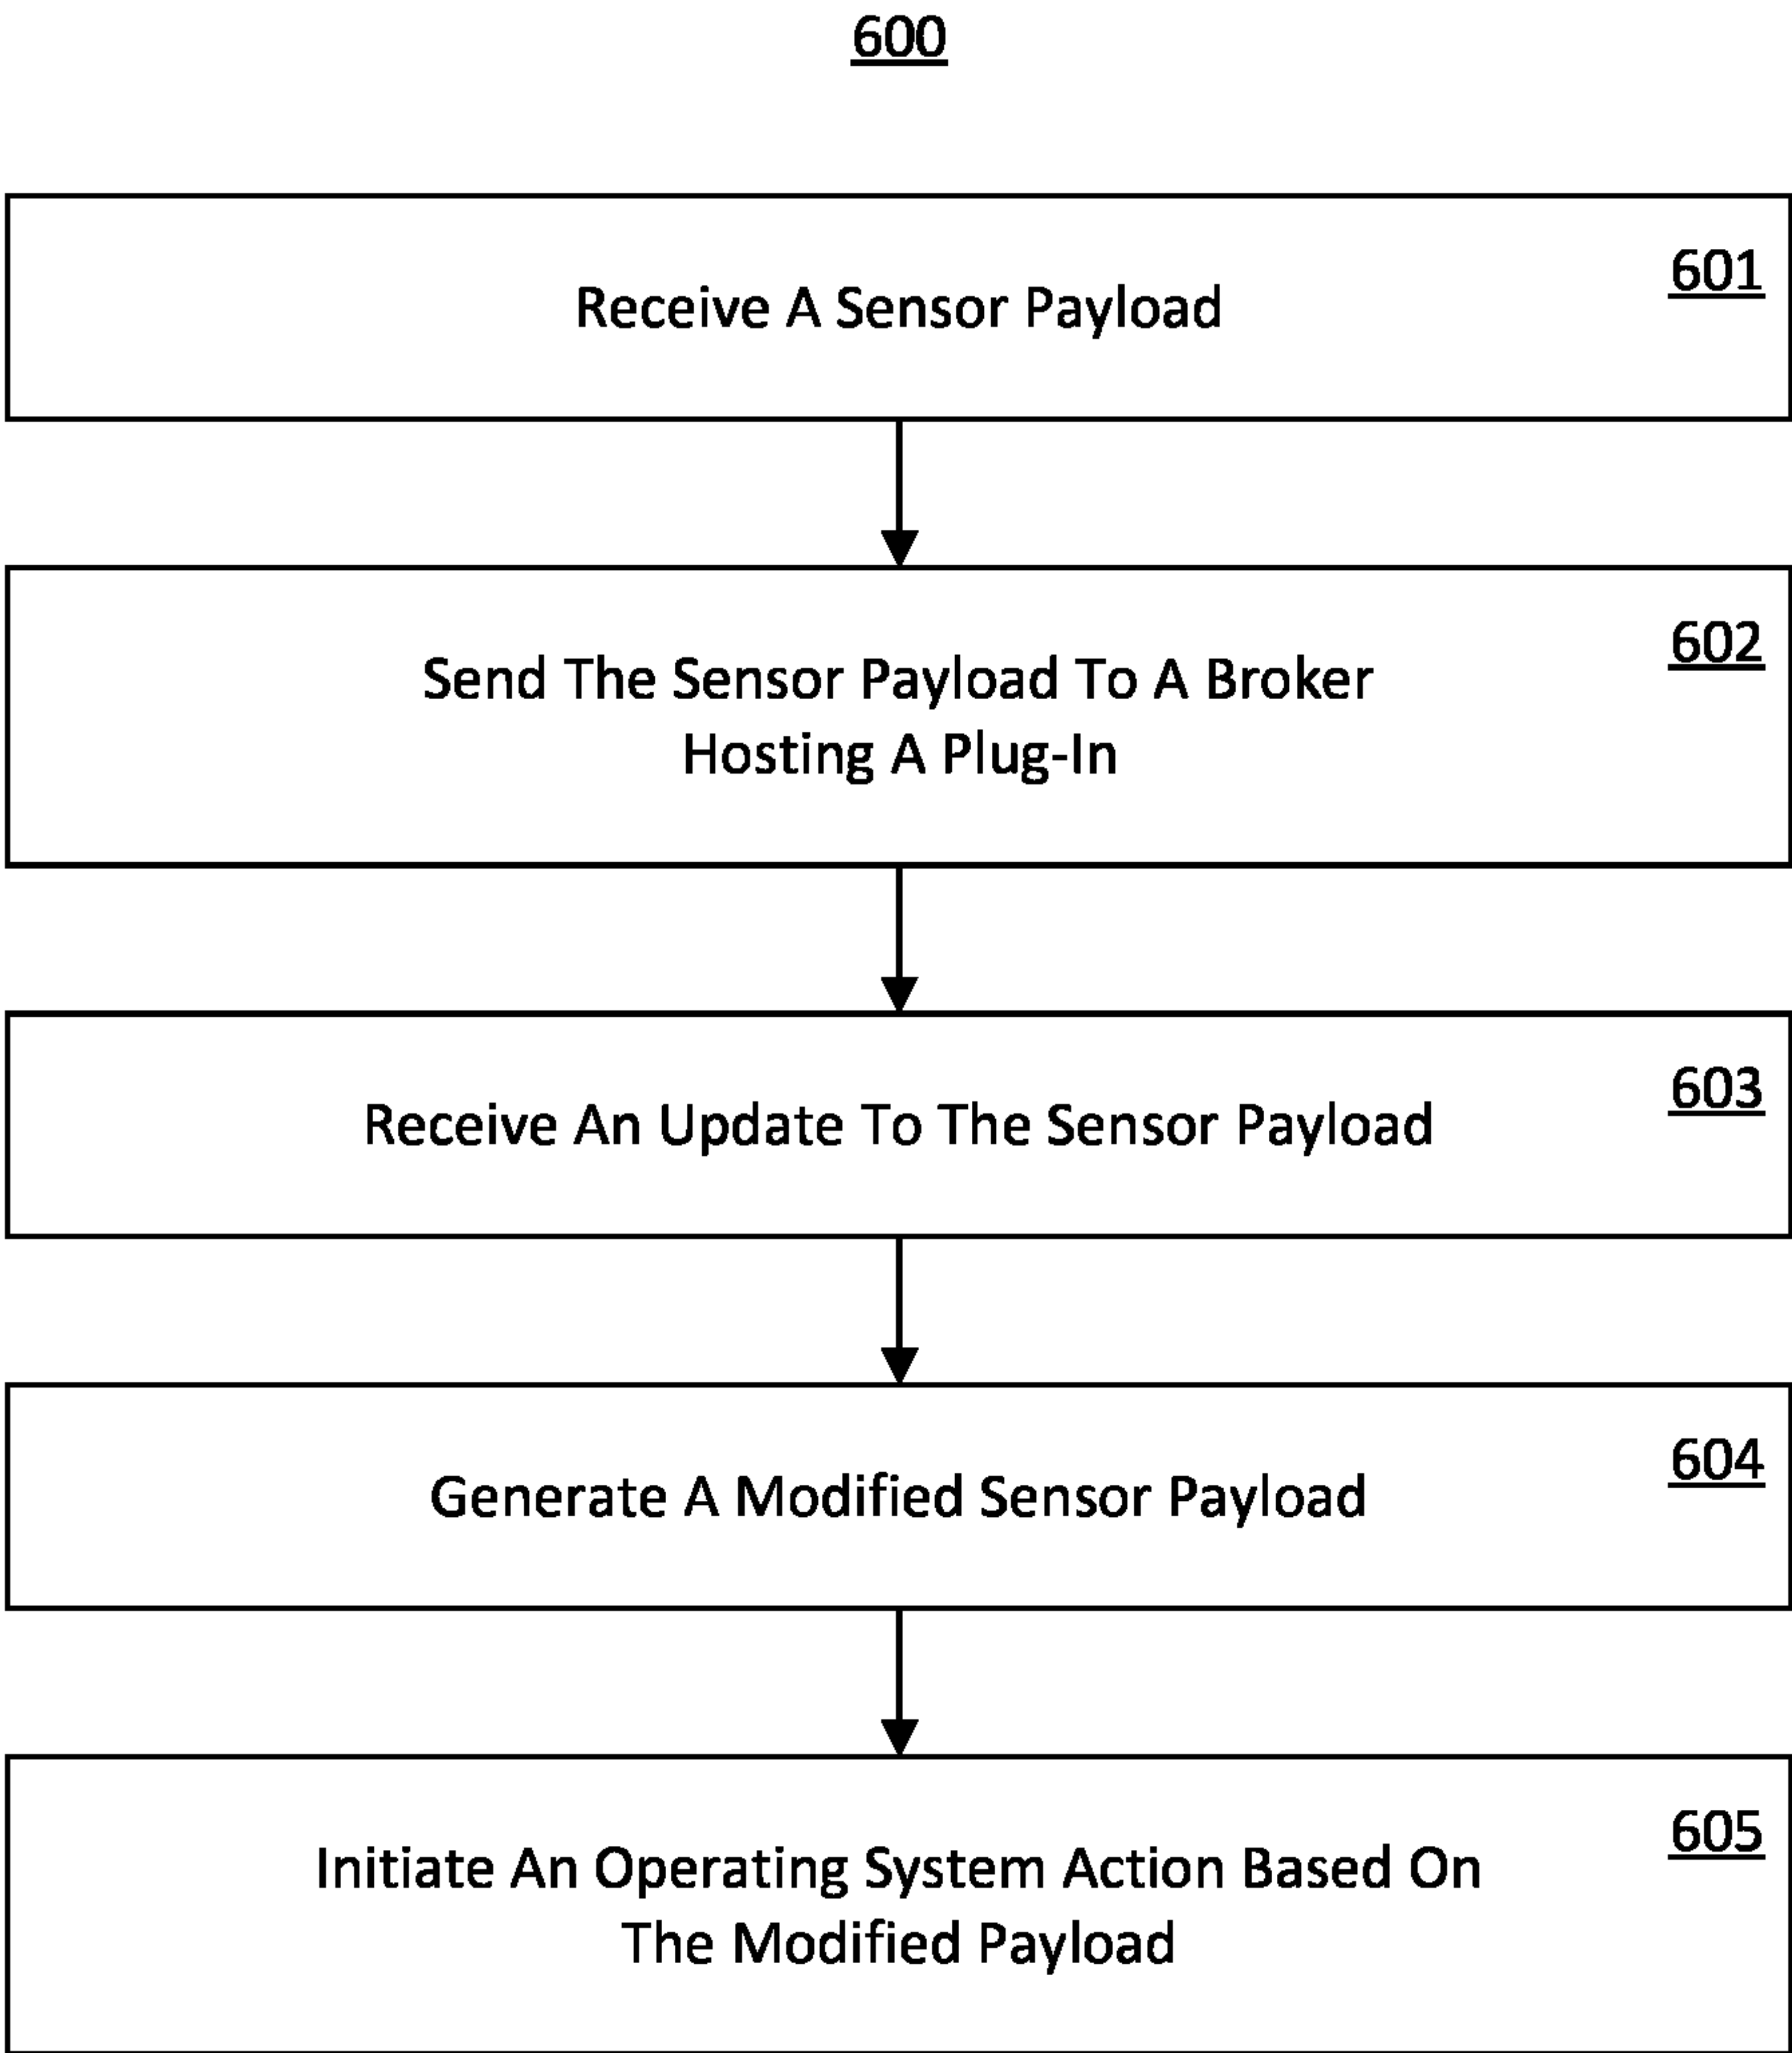 600
601
Receive A Sensor Payload
602
Send The Sensor Payload To A Broker
Hosting A Plug-In
603
Receive An Update To The Sensor Payload
604
Generate A Modified Sensor Payload
605
Initiate An Operating System Action Based On
The Modified Payload